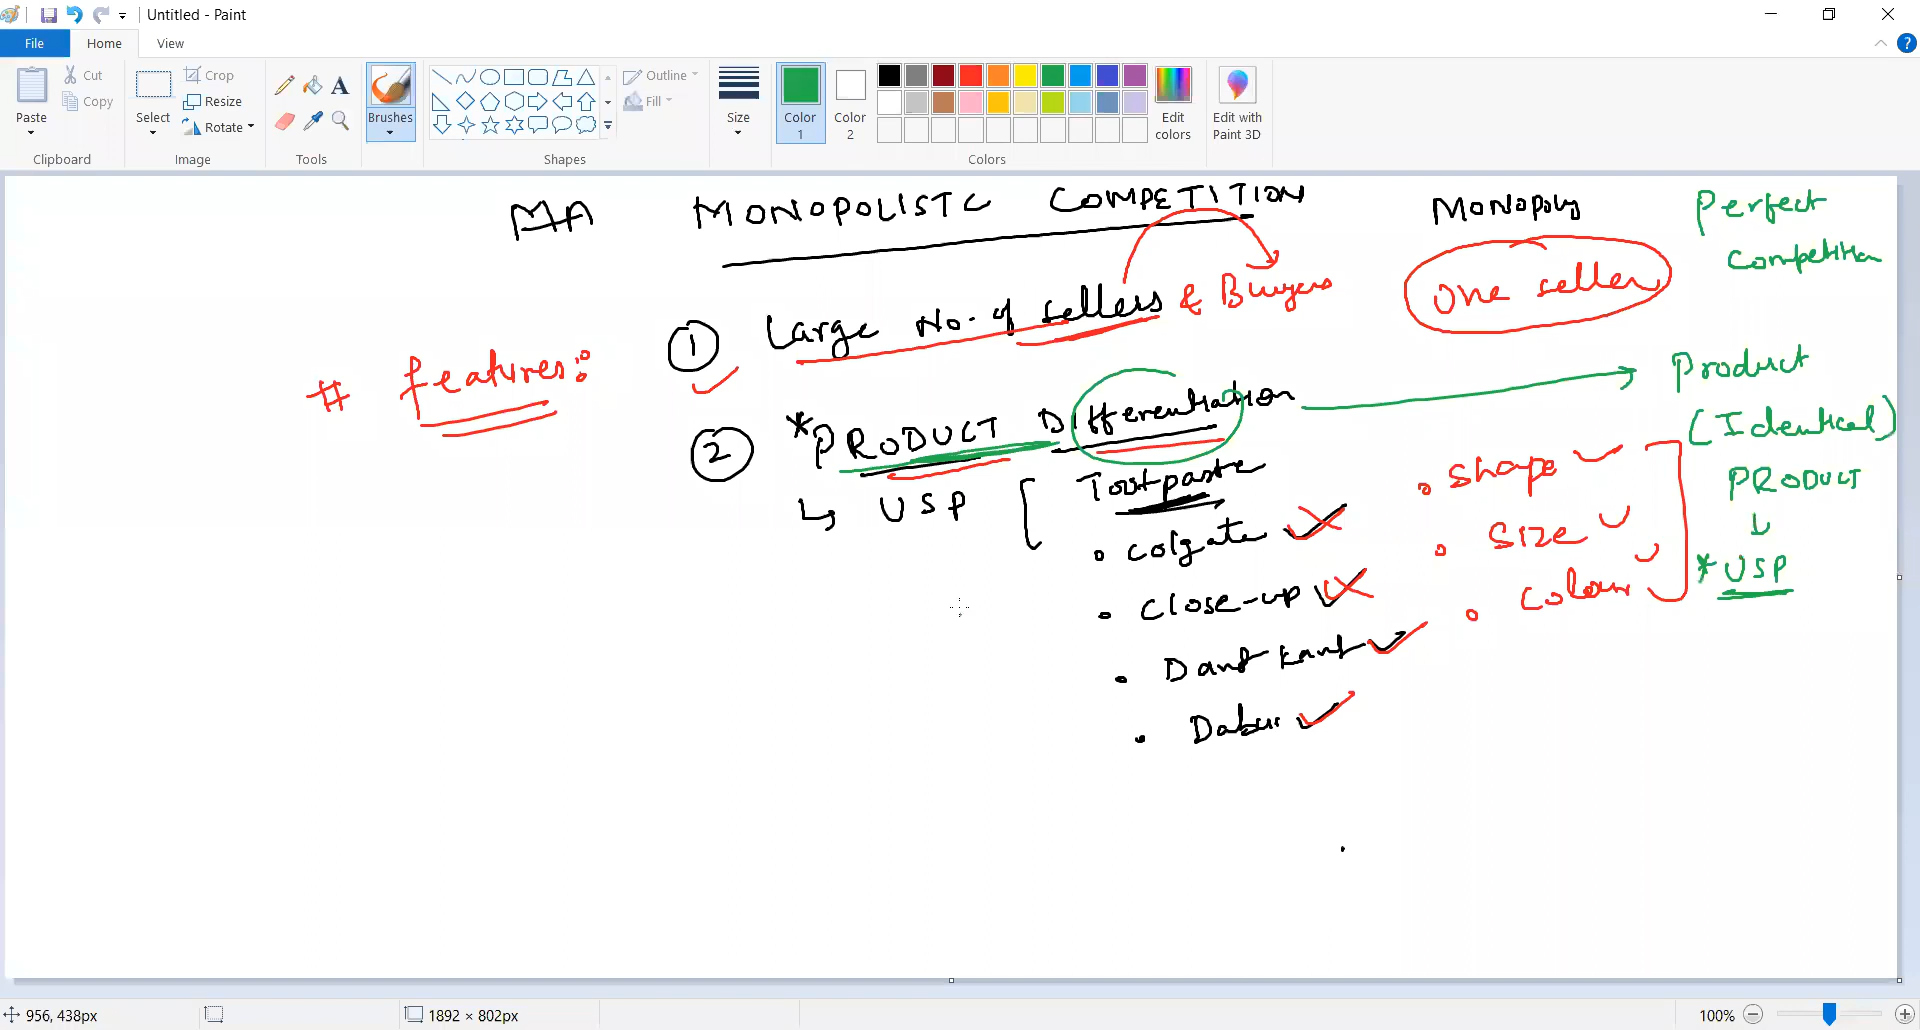 Untitled - Paint
File
Home
View
Paste
Cut
Copy
Clipboard
Select
Crop
Resize
Rotate
Image
Tools
Brushes
Shapes
Outline
Fill
Size
Color 1
Color 2
Colors
Edit colors
Edit with Paint 3D
MA MONOPOLISTC COMPETITION
Monopoly
Perfect
Competition
# features:
1 Large No. of sellers & Buyers
One seller
2 *PRODUCT Differentiation
Product
(Identical)
PRODUCT
*USP
↳ USP
Tootpaste
• Colgate
• Close-up
• Dant kant
• Dabur
• Shape
• Size
• Colour
956, 438px
1892 × 802px
100%